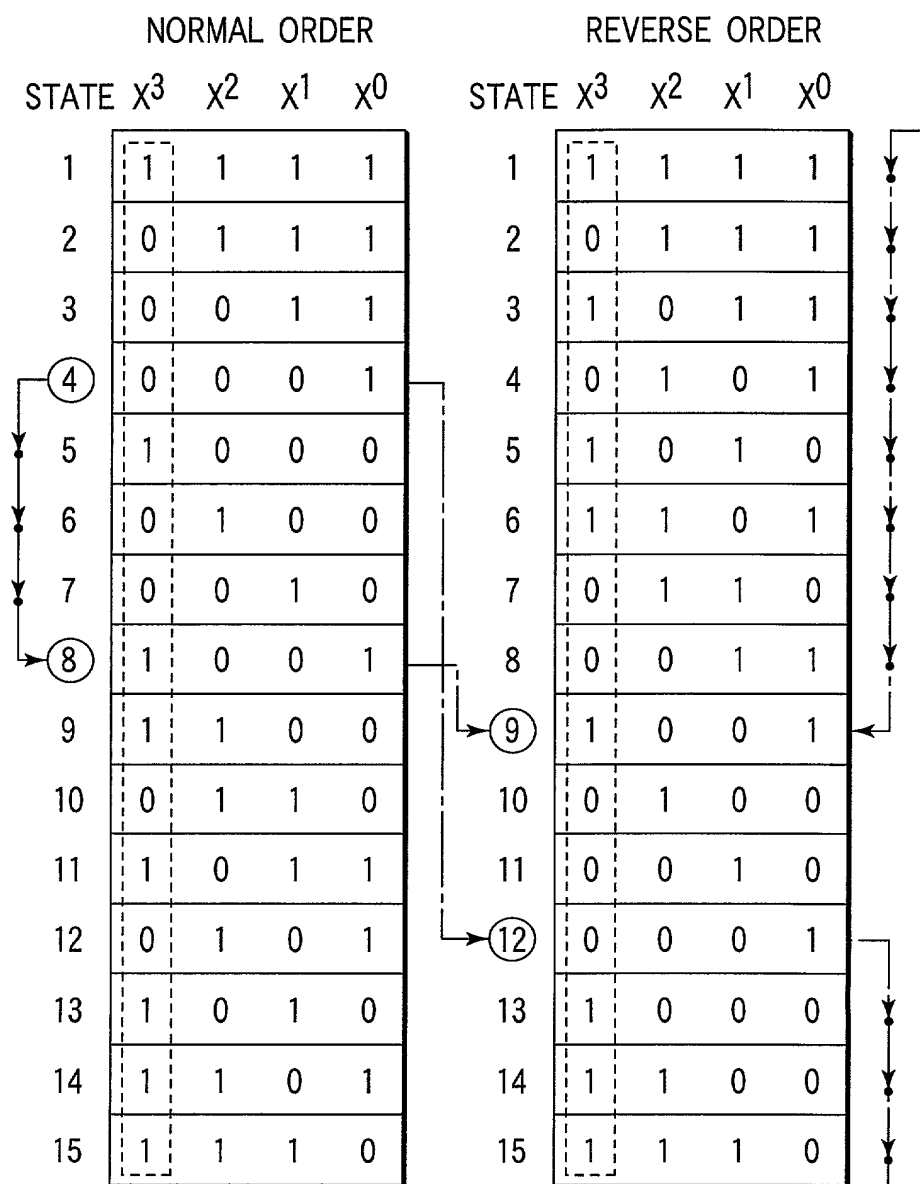 NORMAL ORDER REVERSE ORDER
STATE X3 X2 X1 X0 STATE X3 X2 X1 X0
1 1 1 1 1 1 1 1 1 1
2 0 1 1 1 2 0 1 1 1
3 0 0 1 1 3 1 0 1 1
4 0 0 0 1 4 0 1 0 1
5 1 0 0 0 5 1 0 1 0
6 0 1 0 0 6 1 1 0 1
7 0 0 1 0 7 0 1 1 0
8 1 0 0 1 8 0 0 1 1
9 1 1 0 0 9 1 0 0 1
10 0 1 1 0 10 0 1 0 0
11 1 0 1 1 11 0 0 1 0
12 0 1 0 1 12 0 0 0 1
13 1 0 1 0 13 1 0 0 0
14 1 1 0 1 14 1 1 0 0
15 1 1 1 0 15 1 1 1 0